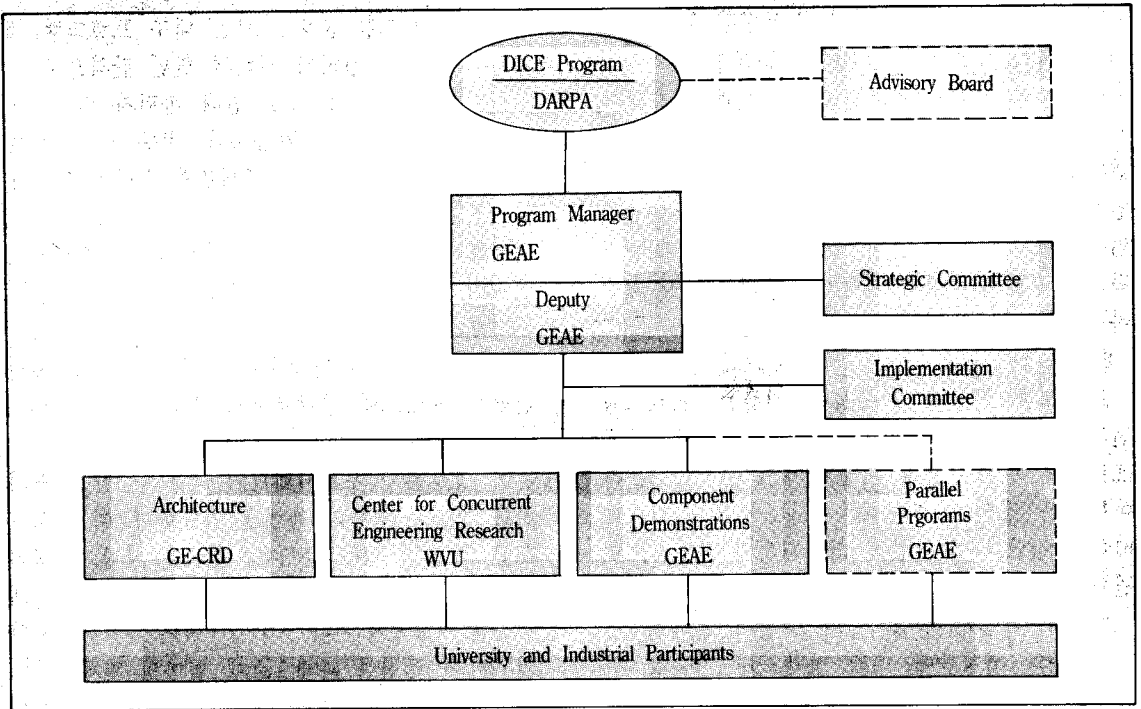 DICE Program
DARPA
Advisory Board
Program Manager
GEAE
Deputy
GEAE
Strategic Committee
Implementation
Committee
Architecture
GE-CRD
Center for Concurrent
Engineering Research
WVU
Component
Demonstrations
GEAE
Parallel
Prgorams
GEAE
University and Industrial Participants